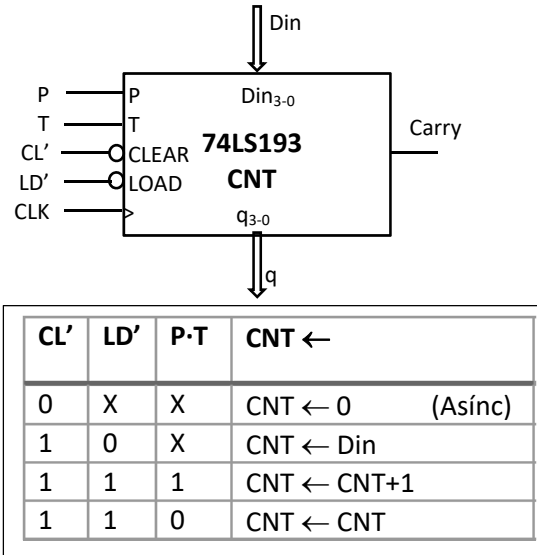 Din
P P Din3-0
T T 74LS193 Carry
CL’ CLEAR CNT
LD’ LOAD
CLK q3-0
q
CL’ LD’ P·T CNT ←
0 X X CNT ← 0 (Asínc)
1 0 X CNT ← Din
1 1 1 CNT ← CNT+1
1 1 0 CNT ← CNT